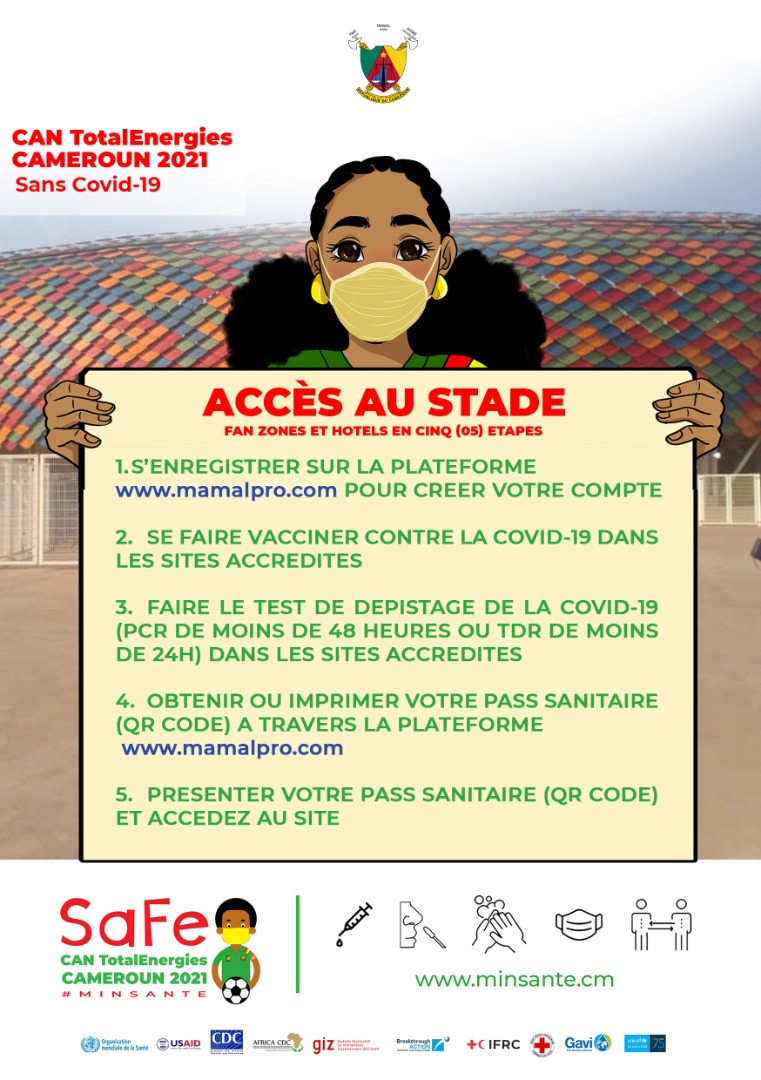 CAN TotalEnergies
CAMEROUN 2021
Sans Covid-19
ACCÈS AU STADE
FAN ZONES ET HOTELS EN CINQ (05) ETAPES
1.S'ENREGISTRER SUR LA PLATEFORME
www.mamalpro.com POUR CREER VOTRE COMPTE
2. SE FAIRE VACCINER CONTRE LA COVID-19 DANS
LES SITES ACCREDITES
3. FAIRE LE TEST DE DEPISTAGE DE LA COVID-19
(PCR DE MOINS DE 48 HEURES OU TDR DE MOINS
DE 24H) DANS LES SITES ACCREDITES
4. OBTENIR OU IMPRIMER VOTRE PASS SANITAIRE
(QR CODE) A TRAVERS LA PLATEFORME
www.mamalpro.com
5. PRESENTER VOTRE PASS SANITAIRE (QR CODE)
ET ACCEDEZ AU SITE
SaFe
CAN TotalEnergies
CAMEROUN 2021
#MINSANTE
www.minsante.cm
Organisation
mondiale de la Santé
USAID
CDC
AFRICA CDC
giz
Breakthrough
ACTION
IFRC
Gavi
unicef
75